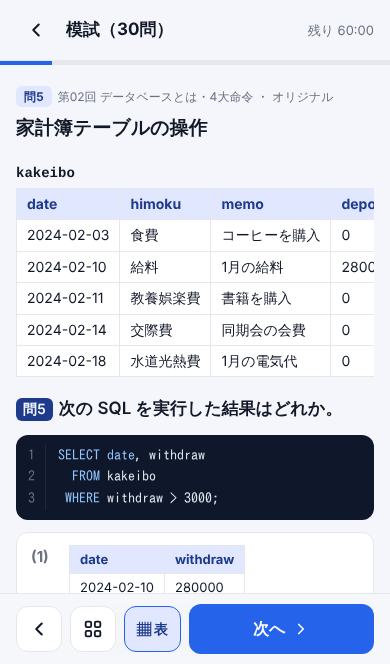 模試（30問）
残り 60:00
問5 第02回 データベースとは・4大命令 ・ オリジナル
家計簿テーブルの操作
kakeibo
date himoku memo depo
2024-02-03 食費 コーヒーを購入 0
2024-02-10 給料 1月の給料 2800
2024-02-11 教養娯楽費 書籍を購入 0
2024-02-14 交際費 同期会の会費 0
2024-02-18 水道光熱費 1月の電気代 0
問5 次の SQL を実行した結果はどれか。
1 SELECT date, withdraw
2 FROM kakeibo
3 WHERE withdraw > 3000;
(1) date withdraw
2024-02-10 280000
表
次へ